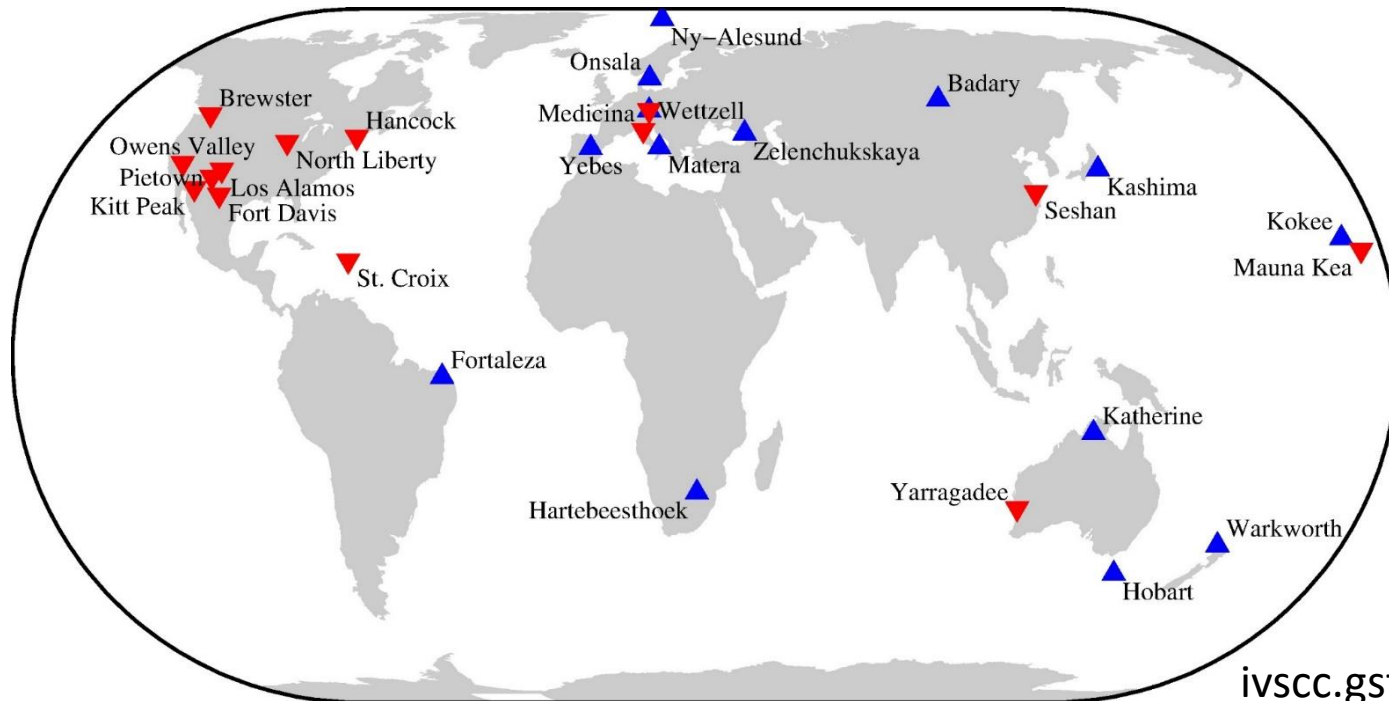 Ny-Alesund
Onsala
Badary
Brewster
Hancock
Medicina
Wettzell
Owens Valley
North Liberty
Zelenchukskaya
Yebes
Matera
Pietown
Los Alamos
Kashima
Kitt Peak
Fort Davis
Seshan
Kokee
Mauna Kea
St. Croix
Fortaleza
Katherine
Yarragadee
Hartebeesthoek
Warkworth
Hobart